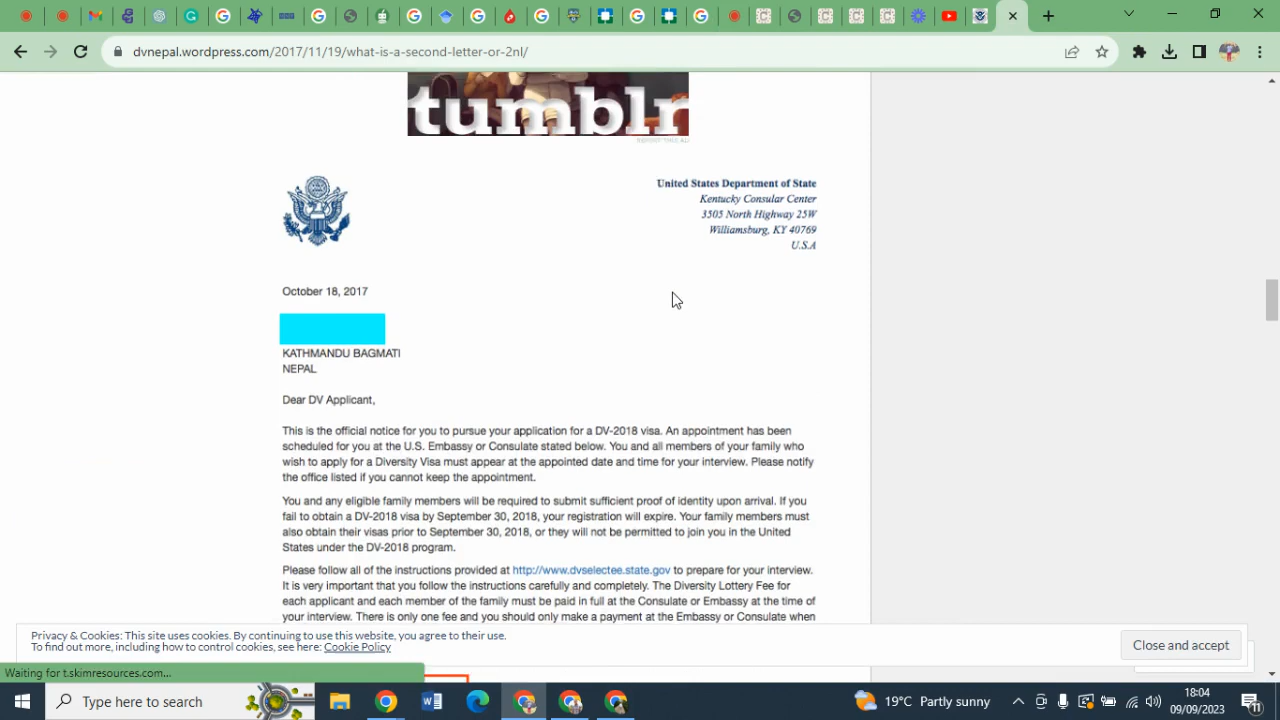 dvnepal.wordpress.com/2017/11/19/what-is-a-second-letter-or-2nl/
tumblr
REPORT THIS AD
United States Department of State
Kentucky Consular Center
3505 North Highway 25W
Williamsburg, KY 40769
U.S.A
October 18, 2017
KATHMANDU BAGMATI
NEPAL
Dear DV Applicant,
This is the official notice for you to pursue your application for a DV-2018 visa. An appointment has been
scheduled for you at the U.S. Embassy or Consulate stated below. You and all members of your family who
wish to apply for a Diversity Visa must appear at the appointed date and time for your interview. Please notify
the office listed if you cannot keep the appointment.
You and any eligible family members will be required to submit sufficient proof of identity upon arrival. If you
fail to obtain a DV-2018 visa by September 30, 2018, your registration will expire. Your family members must
also obtain their visas prior to September 30, 2018, or they will not be permitted to join you in the United
States under the DV-2018 program.
Please follow all of the instructions provided at http://www.dvselectee.state.gov to prepare for your interview.
It is very important that you follow the instructions carefully and completely. The Diversity Lottery Fee for
each applicant and each member of the family must be paid in full at the Consulate or Embassy at the time of
your interview. There is only one fee and you should only make a payment at the Embassy or Consulate when
Privacy & Cookies: This site uses cookies. By continuing to use this website, you agree to their use.
To find out more, including how to control cookies, see here: Cookie Policy
Close and accept
Waiting for t.skimresources.com...
Type here to search
19°C Partly sunny
18:04
09/09/2023
11